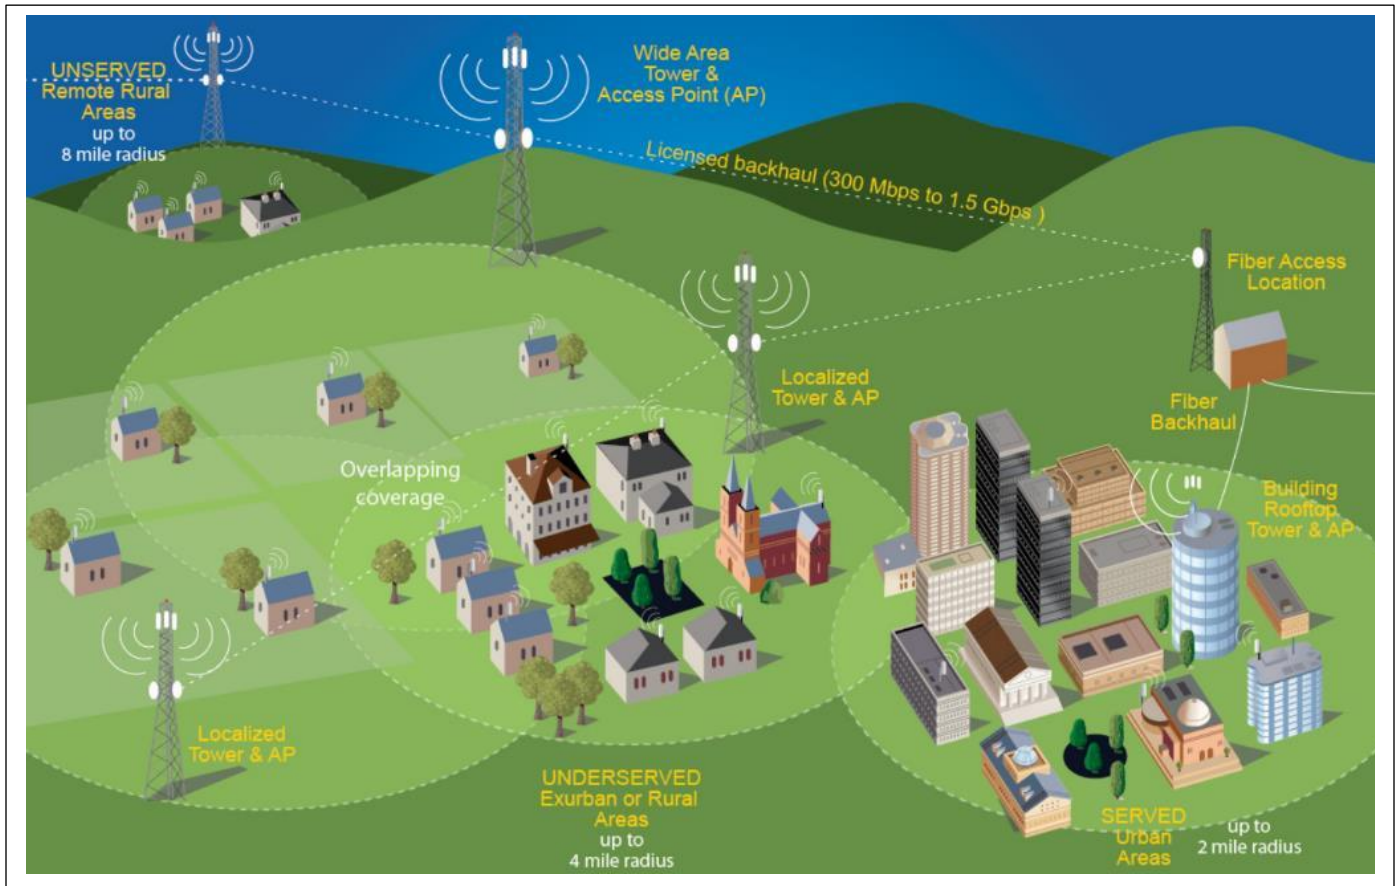 UNSERVED
Remote Rural
Areas
up to
8 mile radius
Wide Area
Tower &
Access Point (AP)
Licensed backhaul (300 Mbps to 1.5 Gbps )
Fiber Access
Location
Localized
Tower & AP
Fiber
Backhaul
Overlapping
coverage
Building
Rooftop
Tower & AP
Localized
Tower & AP
UNDERSERVED
Exurban or Rural
Areas
up to
4 mile radius
SERVED
Urban
Areas
up to
2 mile radius